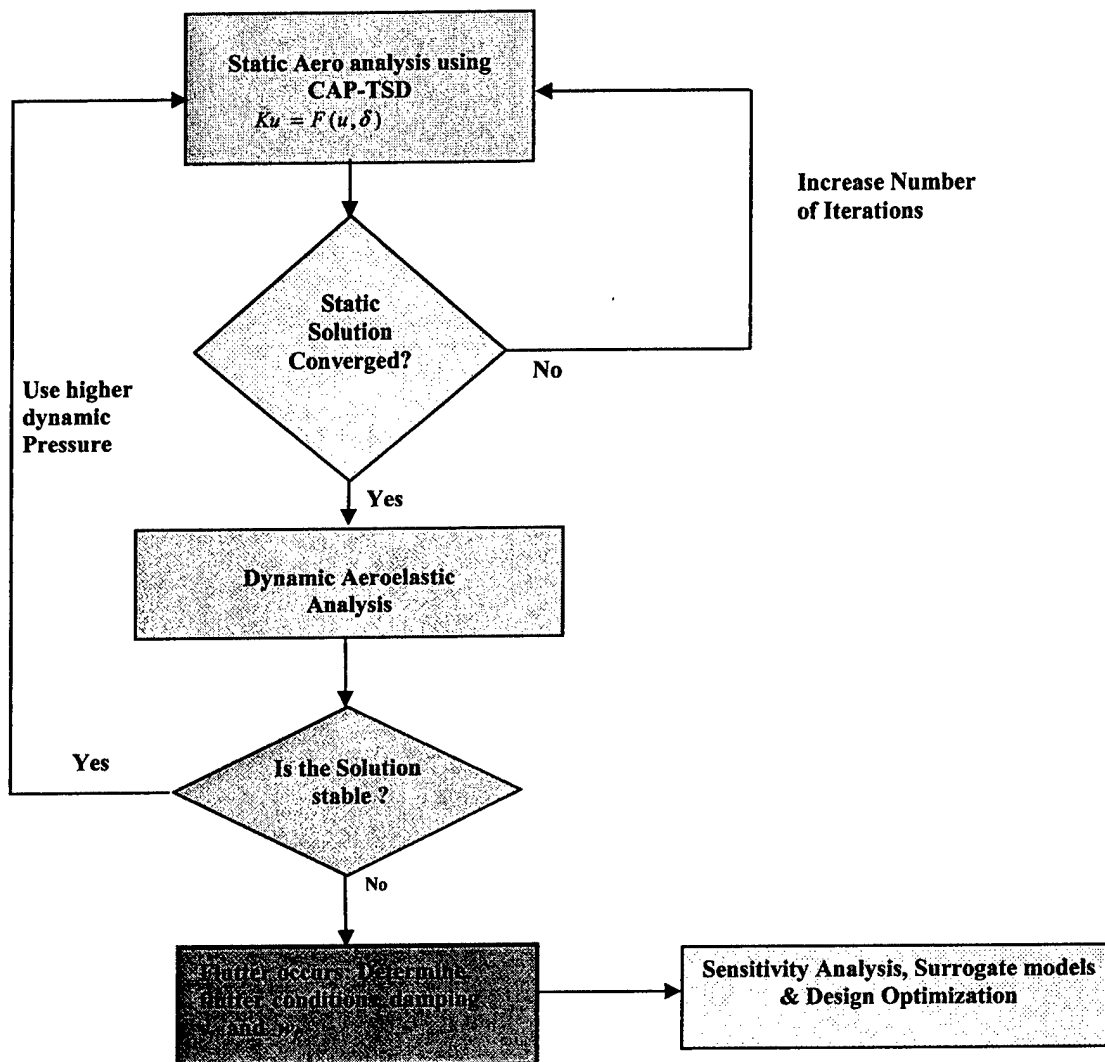 Static Aero analysis using
CAP-TSD
Ku = F(u, δ)
Increase Number
of Iterations
Static
Solution
Converged?
No
Use higher
dynamic
Pressure
Yes
Dynamic Aeroelastic
Analysis
Yes
Is the Solution
stable ?
No
Flutter occurs: Determine
flutter conditions, damping
and
Sensitivity Analysis, Surrogate models
& Design Optimization